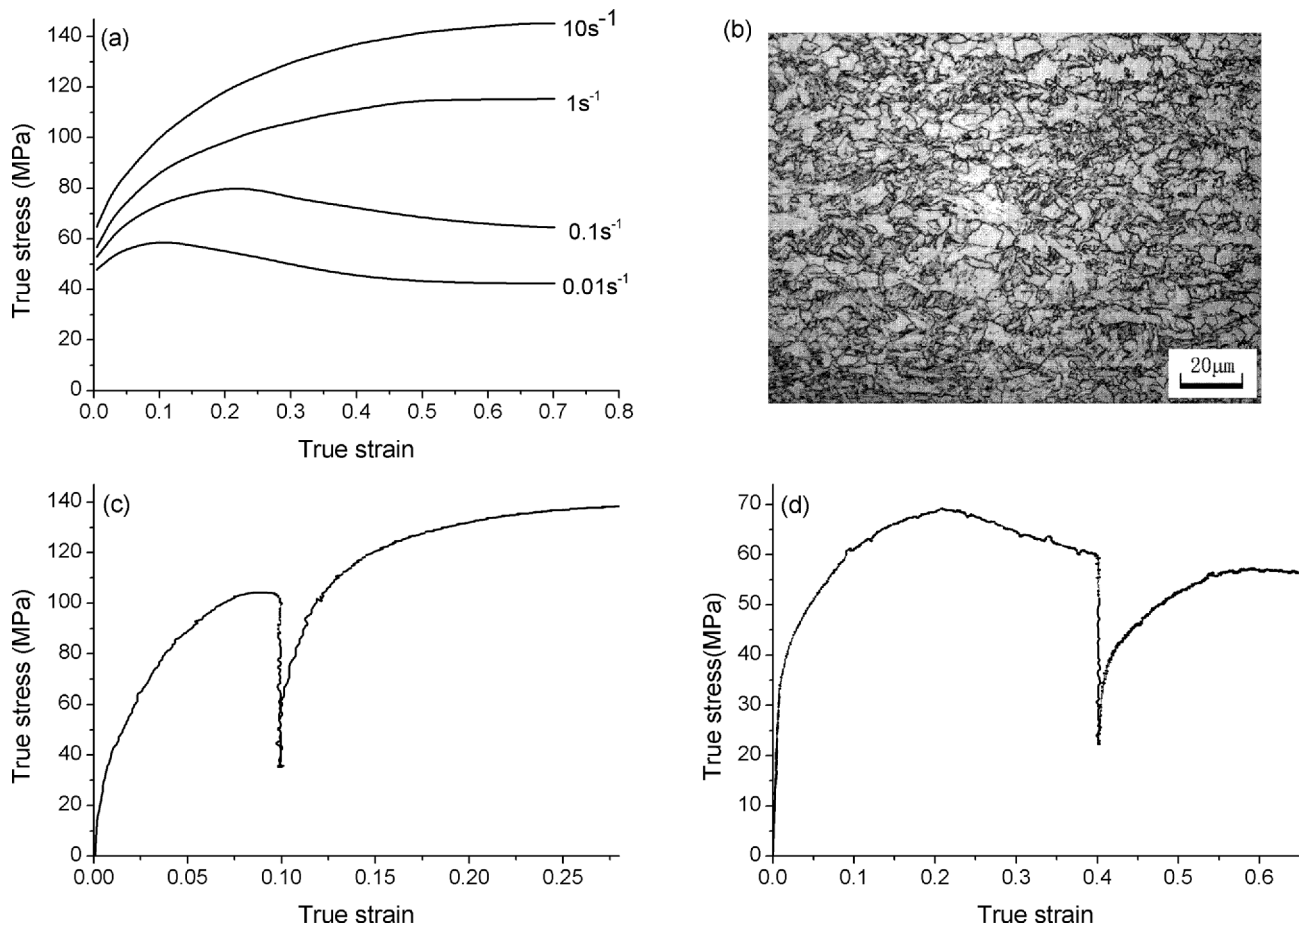 (a)
140
120
100
80
60
40
20
0
True stress (MPa)
10s⁻¹
1s⁻¹
0.1s⁻¹
0.01s⁻¹
0.0 0.1 0.2 0.3 0.4 0.5 0.6 0.7 0.8
True strain
(b)
20μm
(c)
140
120
100
80
60
40
20
0
True stress (MPa)
0.00 0.05 0.10 0.15 0.20 0.25
True strain
(d)
70
60
50
40
30
20
10
0
True stress(MPa)
0.0 0.1 0.2 0.3 0.4 0.5 0.6
True strain